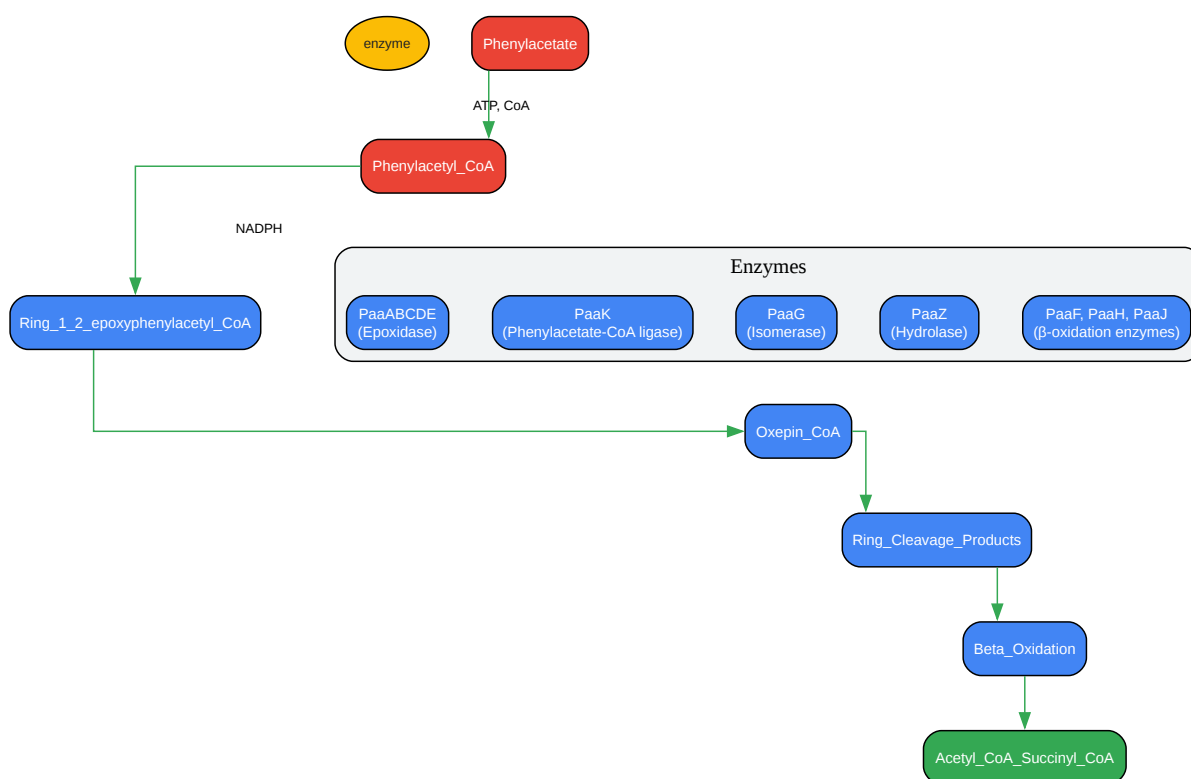 enzyme
Phenylacetate
ATP, CoA
Phenylacetyl_CoA
NADPH
Enzymes
PaaABCDE
(Epoxidase)
PaaK
(Phenylacetate-CoA ligase)
PaaG
(Isomerase)
PaaZ
(Hydrolase)
PaaF, PaaH, PaaJ
(β-oxidation enzymes)
Ring_1_2_epoxyphenylacetyl_CoA
Oxepin_CoA
Ring_Cleavage_Products
Beta_Oxidation
Acetyl_CoA_Succinyl_CoA